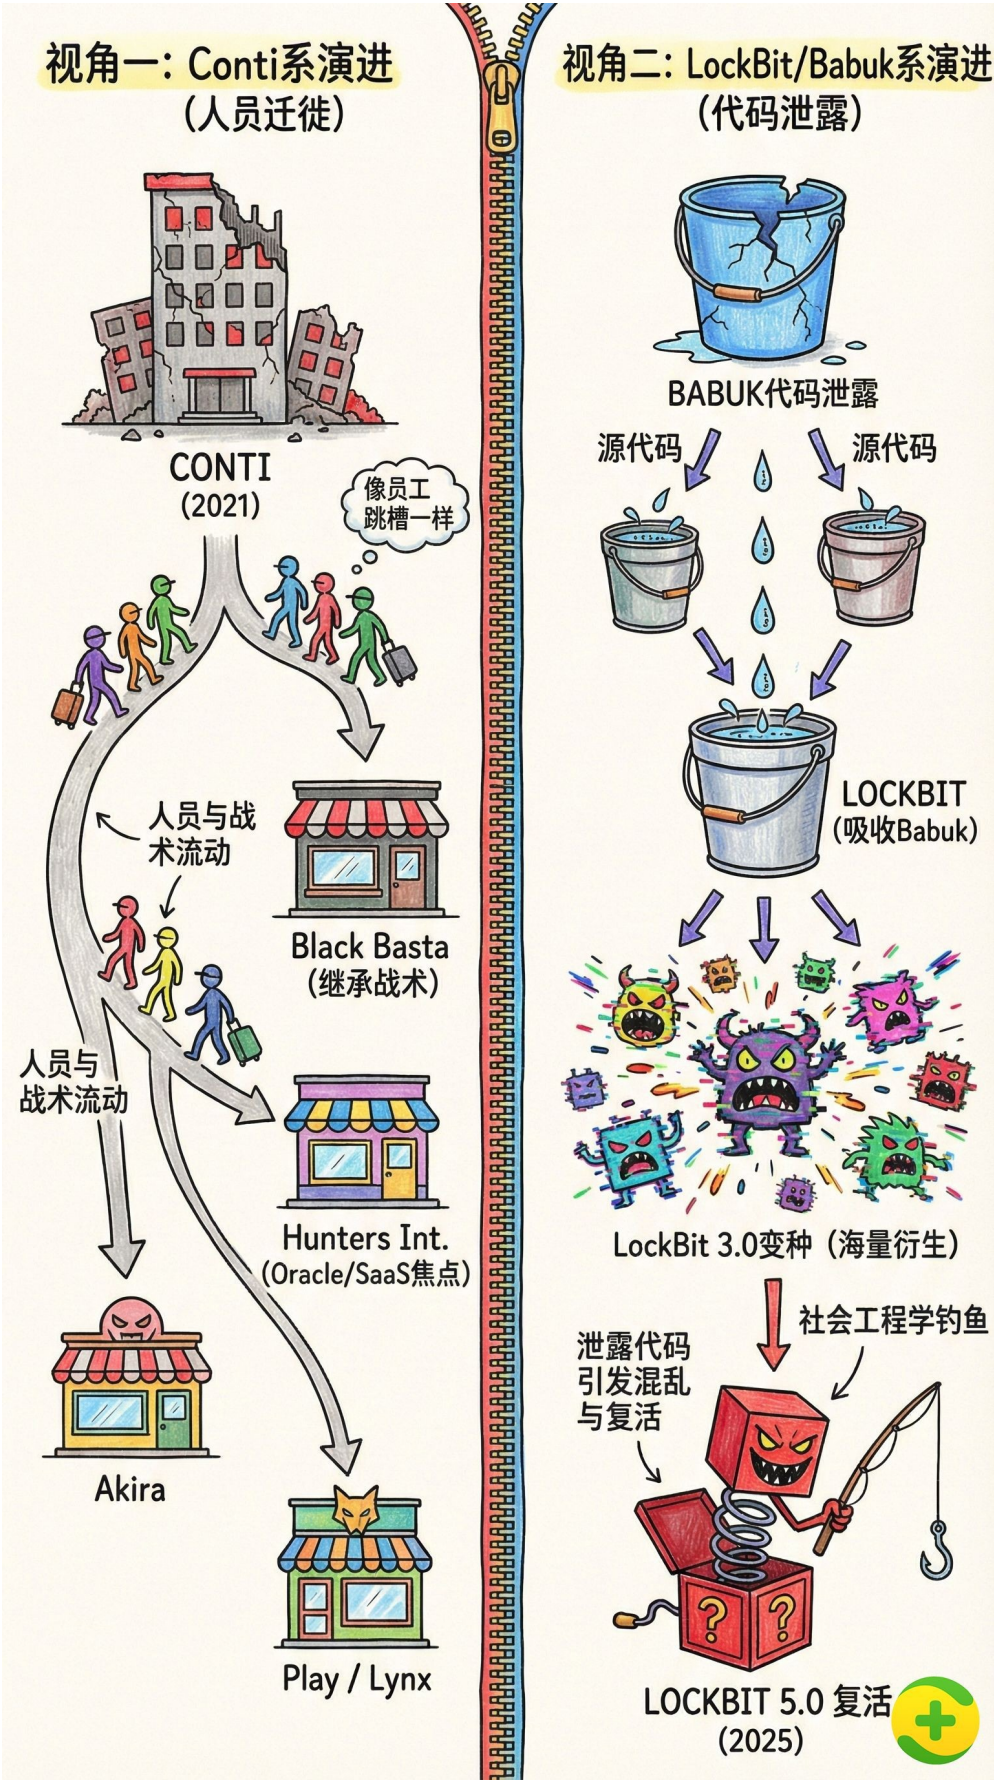 视角一：Conti系演进
（人员迁徙）
CONTI
(2021)
像员工
跳槽一样
人员与战
术流动
Black Basta
（继承战术）
人员与
战术流动
Hunters Int.
（Oracle/SaaS焦点）
Akira
Play / Lynx
视角二：LockBit/Babuk系演进
（代码泄露）
BABUK代码泄露
源代码
源代码
LOCKBIT
（吸收Babuk）
LockBit 3.0变种（海量衍生）
社会工程学钓鱼
泄露代码
引发混乱
与复活
? ?
LOCKBIT 5.0 复活
(2025)